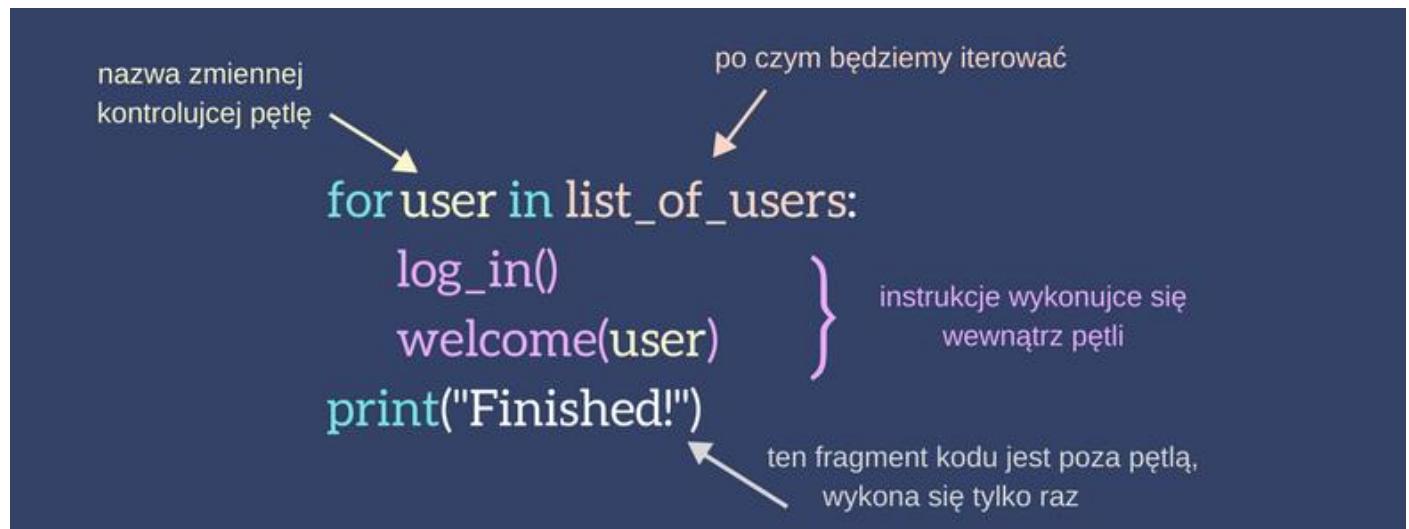 nazwa zmiennej
kontrolujcej pętlę
po czym będziemy iterować
for user in list_of_users:
log_in()
welcome(user)
instrukcje wykonujce się
wewnątrz pętli
print("Finished!")
ten fragment kodu jest poza pętlą,
wykona się tylko raz